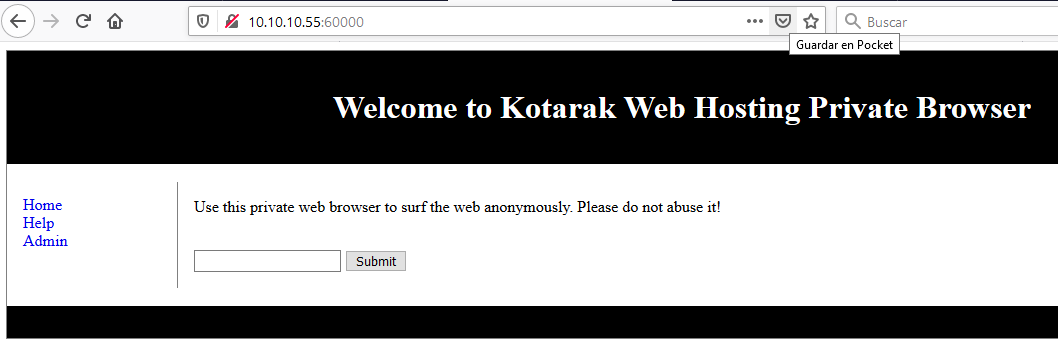 10.10.10.55:60000
Buscar
Guardar en Pocket
Welcome to Kotarak Web Hosting Private Browser
Home
Help
Admin
Use this private web browser to surf the web anonymously. Please do not abuse it!
Submit